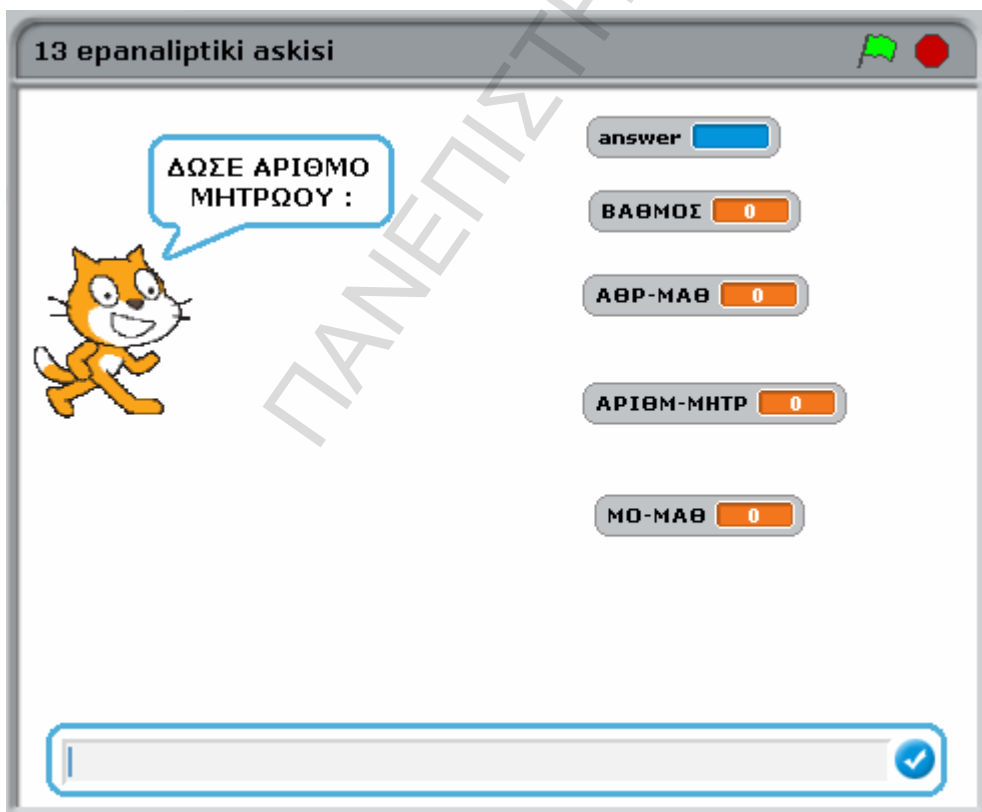 13 epanaliptiki askisi
ΔΩΣΕ ΑΡΙΘΜΟ
ΜΗΤΡΩΟΥ :
answer
ΒΑΘΜΟΣ 0
ΑΘΡ-ΜΑΘ 0
ΑΡΙΘΜ-ΜΗΤΡ 0
ΜΟ-ΜΑΘ 0